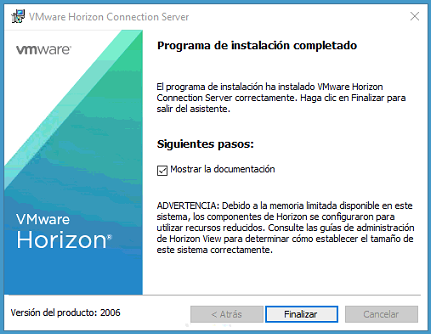 VMware Horizon Connection Server
vmware
Programa de instalación completado
El programa de instalación ha instalado VMware Horizon
Connection Server correctamente. Haga clic en Finalizar para
salir del asistente.
Siguientes pasos:
Mostrar la documentación
ADVERTENCIA: Debido a la memoria limitada disponible en este
sistema, los componentes de Horizon se configuraron para
utilizar recursos reducidos. Consulte las guías de administración
de Horizon View para determinar cómo establecer el tamaño de
este sistema correctamente.
VMware
Horizon®
Versión del producto: 2006
< Atrás
Finalizar
Cancelar